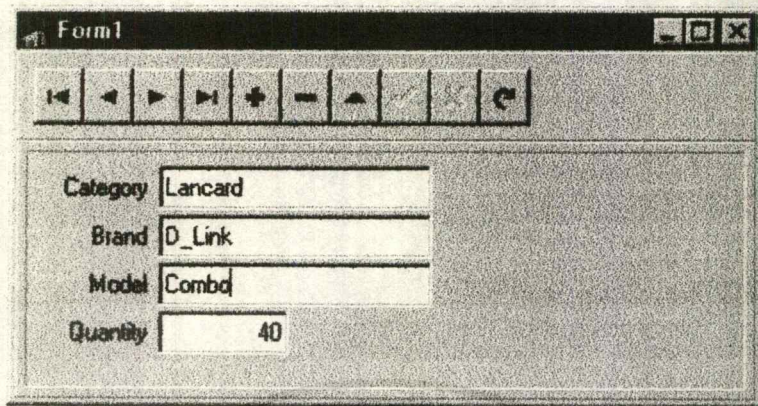 Form1
Category Lancard
Brand D_Link
Model Combo
Quantity 40